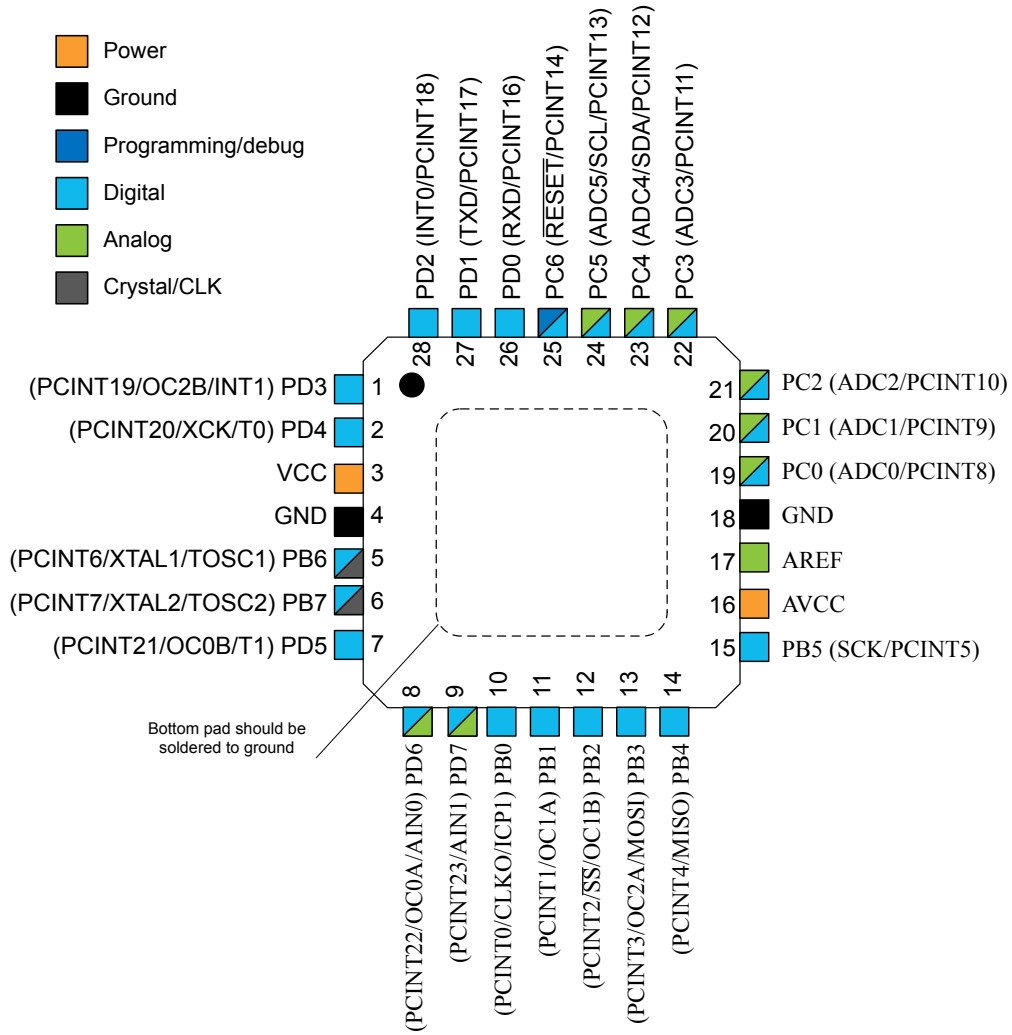 Power
Ground
Programming/debug
Digital
Analog
Crystal/CLK
PD2 (INT0/PCINT18)
PD1 (TXD/PCINT17)
PD0 (RXD/PCINT16)
PC6 (RESET/PCINT14)
PC5 (ADC5/SCL/PCINT13)
PC4 (ADC4/SDA/PCINT12)
PC3 (ADC3/PCINT11)
28
27
26
25
24
23
22
(PCINT19/OC2B/INT1) PD3
1
(PCINT20/XCK/T0) PD4
2
VCC
3
GND
4
(PCINT6/XTAL1/TOSC1) PB6
5
(PCINT7/XTAL2/TOSC2) PB7
6
(PCINT21/OC0B/T1) PD5
7
21
PC2 (ADC2/PCINT10)
20
PC1 (ADC1/PCINT9)
19
PC0 (ADC0/PCINT8)
18
GND
17
AREF
16
AVCC
15
PB5 (SCK/PCINT5)
8
9
10
11
12
13
14
Bottom pad should be
soldered to ground
(PCINT22/OC0A/AIN0) PD6
(PCINT23/AIN1) PD7
(PCINT0/CLKO/ICP1) PB0
(PCINT1/OC1A) PB1
(PCINT2/SS/OC1B) PB2
(PCINT3/OC2A/MOSI) PB3
(PCINT4/MISO) PB4